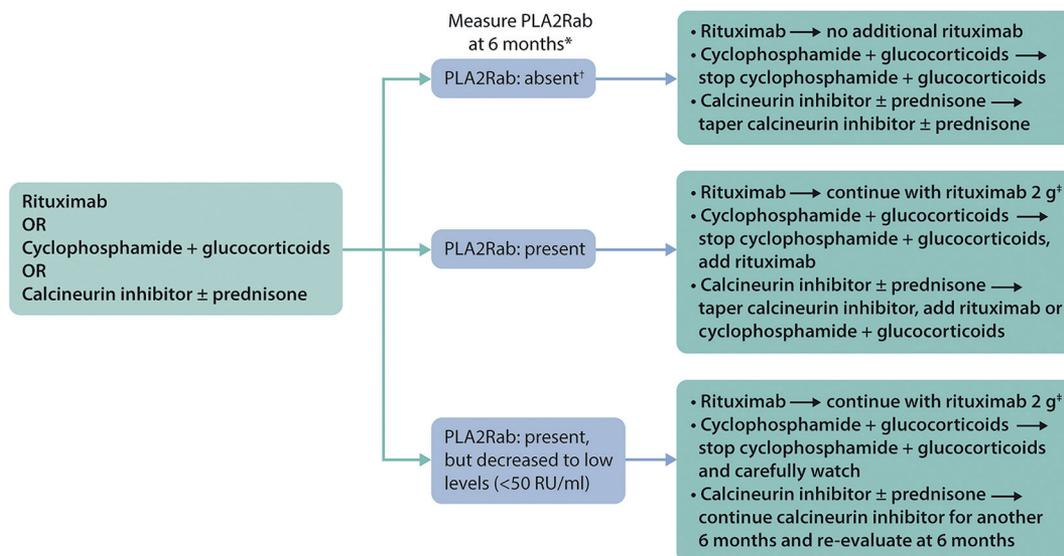 Measure PLA2Rab
at 6 months*
Rituximab
OR
Cyclophosphamide + glucocorticoids
OR
Calcineurin inhibitor ± prednisone
PLA2Rab: absent†
• Rituximab → no additional rituximab
• Cyclophosphamide + glucocorticoids →
stop cyclophosphamide + glucocorticoids
• Calcineurin inhibitor ± prednisone →
taper calcineurin inhibitor ± prednisone
PLA2Rab: present
• Rituximab → continue with rituximab 2 g‡
• Cyclophosphamide + glucocorticoids →
stop cyclophosphamide + glucocorticoids,
add rituximab
• Calcineurin inhibitor ± prednisone →
taper calcineurin inhibitor, add rituximab or
cyclophosphamide + glucocorticoids
PLA2Rab: present,
but decreased to low
levels (<50 RU/ml)
• Rituximab → continue with rituximab 2 g‡
• Cyclophosphamide + glucocorticoids →
stop cyclophosphamide + glucocorticoids
and carefully watch
• Calcineurin inhibitor ± prednisone →
continue calcineurin inhibitor for another
6 months and re-evaluate at 6 months